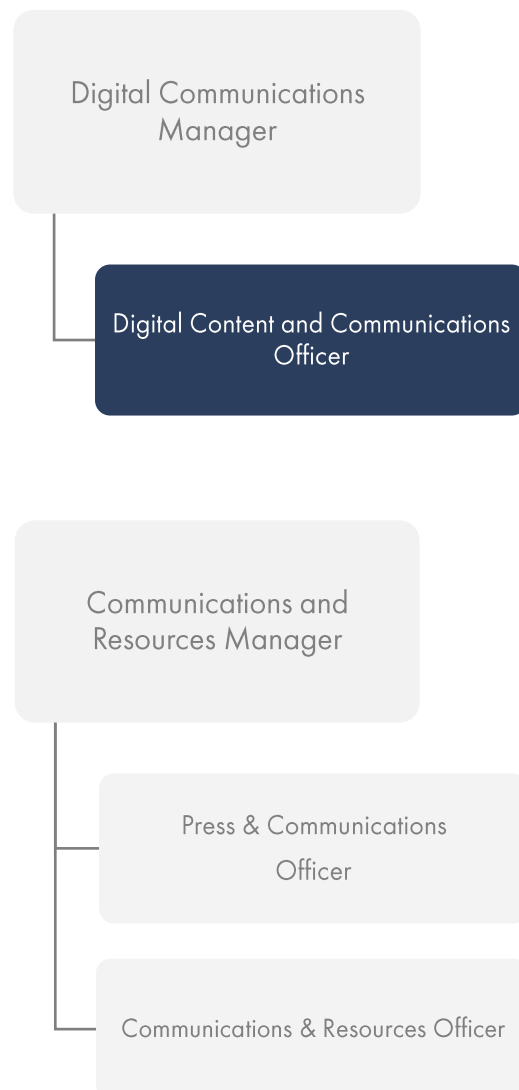 Digital Communications
Manager
Digital Content and Communications
Officer
Communications and
Resources Manager
Press & Communications
Officer
Communications & Resources Officer